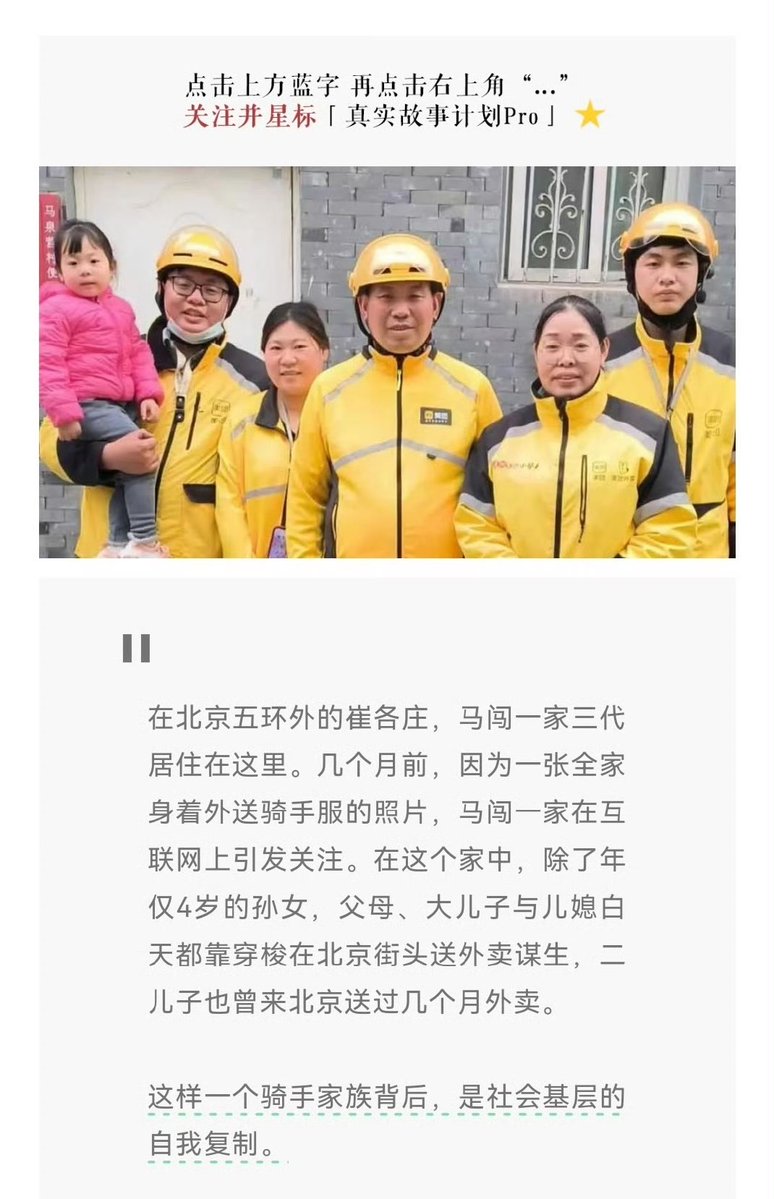 点击上方蓝字 再点击右上角“...”
关注并星标「真实故事计划Pro」
马泉营村便
美团
美团
美团外卖
在北京五环外的崔各庄，马闯一家三代
居住在这里。几个月前，因为一张全家
身着外送骑手服的照片，马闯一家在互
联网上引发关注。在这个家中，除了年
仅4岁的孙女，父母、大儿子与儿媳白
天都靠穿梭在北京街头送外卖谋生，二
儿子也曾来北京送过几个月外卖。
这样一个骑手家族背后，是社会基层的
自我复制。